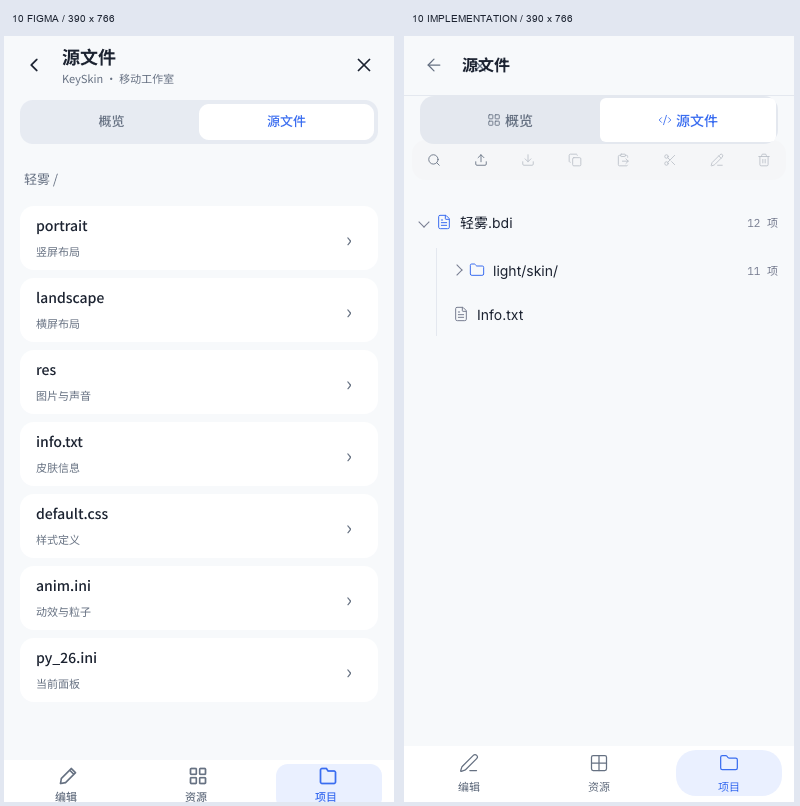 10 FIGMA / 390 x 766
源文件
KeySkin • 移动工作室
概览
源文件
轻雾 /
portrait
竖屏布局
landscape
横屏布局
res
图片与声音
info.txt
皮肤信息
default.css
样式定义
anim.ini
动效与粒子
py_26.ini
当前面板
编辑
资源
项目
10 IMPLEMENTATION / 390 x 766
源文件
概览
源文件
轻雾.bdi
12 项
light/skin/
11 项
Info.txt
编辑
资源
项目